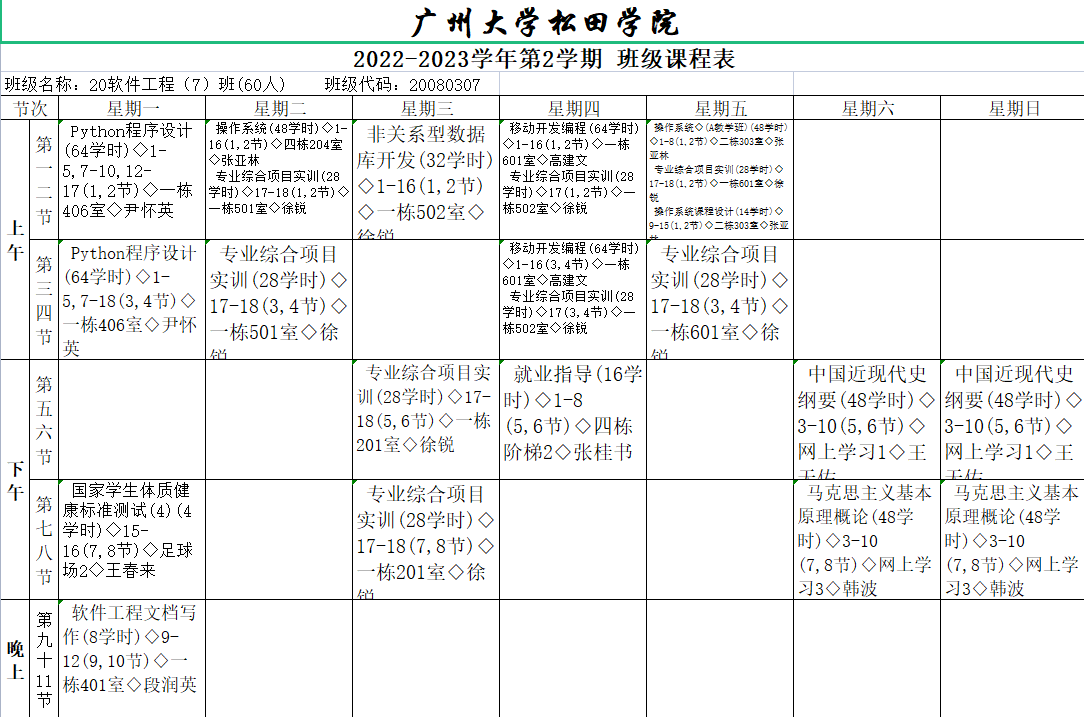 广州大学松田学院
2022-2023学年第2学期 班级课程表
班级名称：20软件工程（7）班(60人)
班级代码：20080307
节次
星期一
星期二
星期三
星期四
星期五
星期六
星期日
上午
第一二节
Python程序设计
(64学时)◇1-
5,7-10,12-
17(1,2节)◇一栋
406室◇尹怀英
操作系统(48学时)◇1-
16(1,2节)◇四栋204室
◇张亚林
专业综合项目实训(28
学时)◇17-18(1,2节)◇
一栋501室◇徐锐
非关系型数据
库开发(32学时)
◇1-16(1,2节)
◇一栋502室◇
徐锐
移动开发编程(64学时)
◇1-16(1,2节)◇一栋
601室◇高建文
专业综合项目实训(28
学时)◇17(1,2节)◇一
栋502室◇徐锐
操作系统◇(A教学班)(48学时)
◇1-8(1,2节)◇二栋303室◇张
亚林
专业综合项目实训(28学时)◇
17-18(1,2节)◇一栋601室◇徐
锐
操作系统课程设计(14学时)◇
9-15(1,2节)◇二栋303室◇张亚
第三四节
Python程序设计
(64学时)◇1-
5,7-18(3,4节)◇
一栋406室◇尹怀
英
专业综合项目
实训(28学时)◇
17-18(3,4节)◇
一栋501室◇徐
锐
移动开发编程(64学时)
◇1-16(3,4节)◇一栋
601室◇高建文
专业综合项目实训(28
学时)◇17(3,4节)◇一
栋502室◇徐锐
专业综合项目
实训(28学时)◇
17-18(3,4节)◇
一栋601室◇徐
锐
下午
第五六节
专业综合项目实
训(28学时)◇17-
18(5,6节)◇一栋
201室◇徐锐
就业指导(16学
时)◇1-8
(5,6节)◇四栋
阶梯2◇张桂书
中国近现代史
纲要(48学时)◇
3-10(5,6节)◇
网上学习1◇王
天佐
中国近现代史
纲要(48学时)◇
3-10(5,6节)◇
网上学习1◇王
天佐
第七八节
国家学生体质健
康标准测试(4)(4
学时)◇15-
16(7,8节)◇足球
场2◇王春来
专业综合项目
实训(28学时)◇
17-18(7,8节)◇
一栋201室◇徐
锐
马克思主义基本
原理概论(48学
时)◇3-10
(7,8节)◇网上学
习3◇韩波
马克思主义基本
原理概论(48学
时)◇3-10
(7,8节)◇网上学
习3◇韩波
晚上
第九十11节
软件工程文档写
作(8学时)◇9-
12(9,10节)◇一
栋401室◇段润英